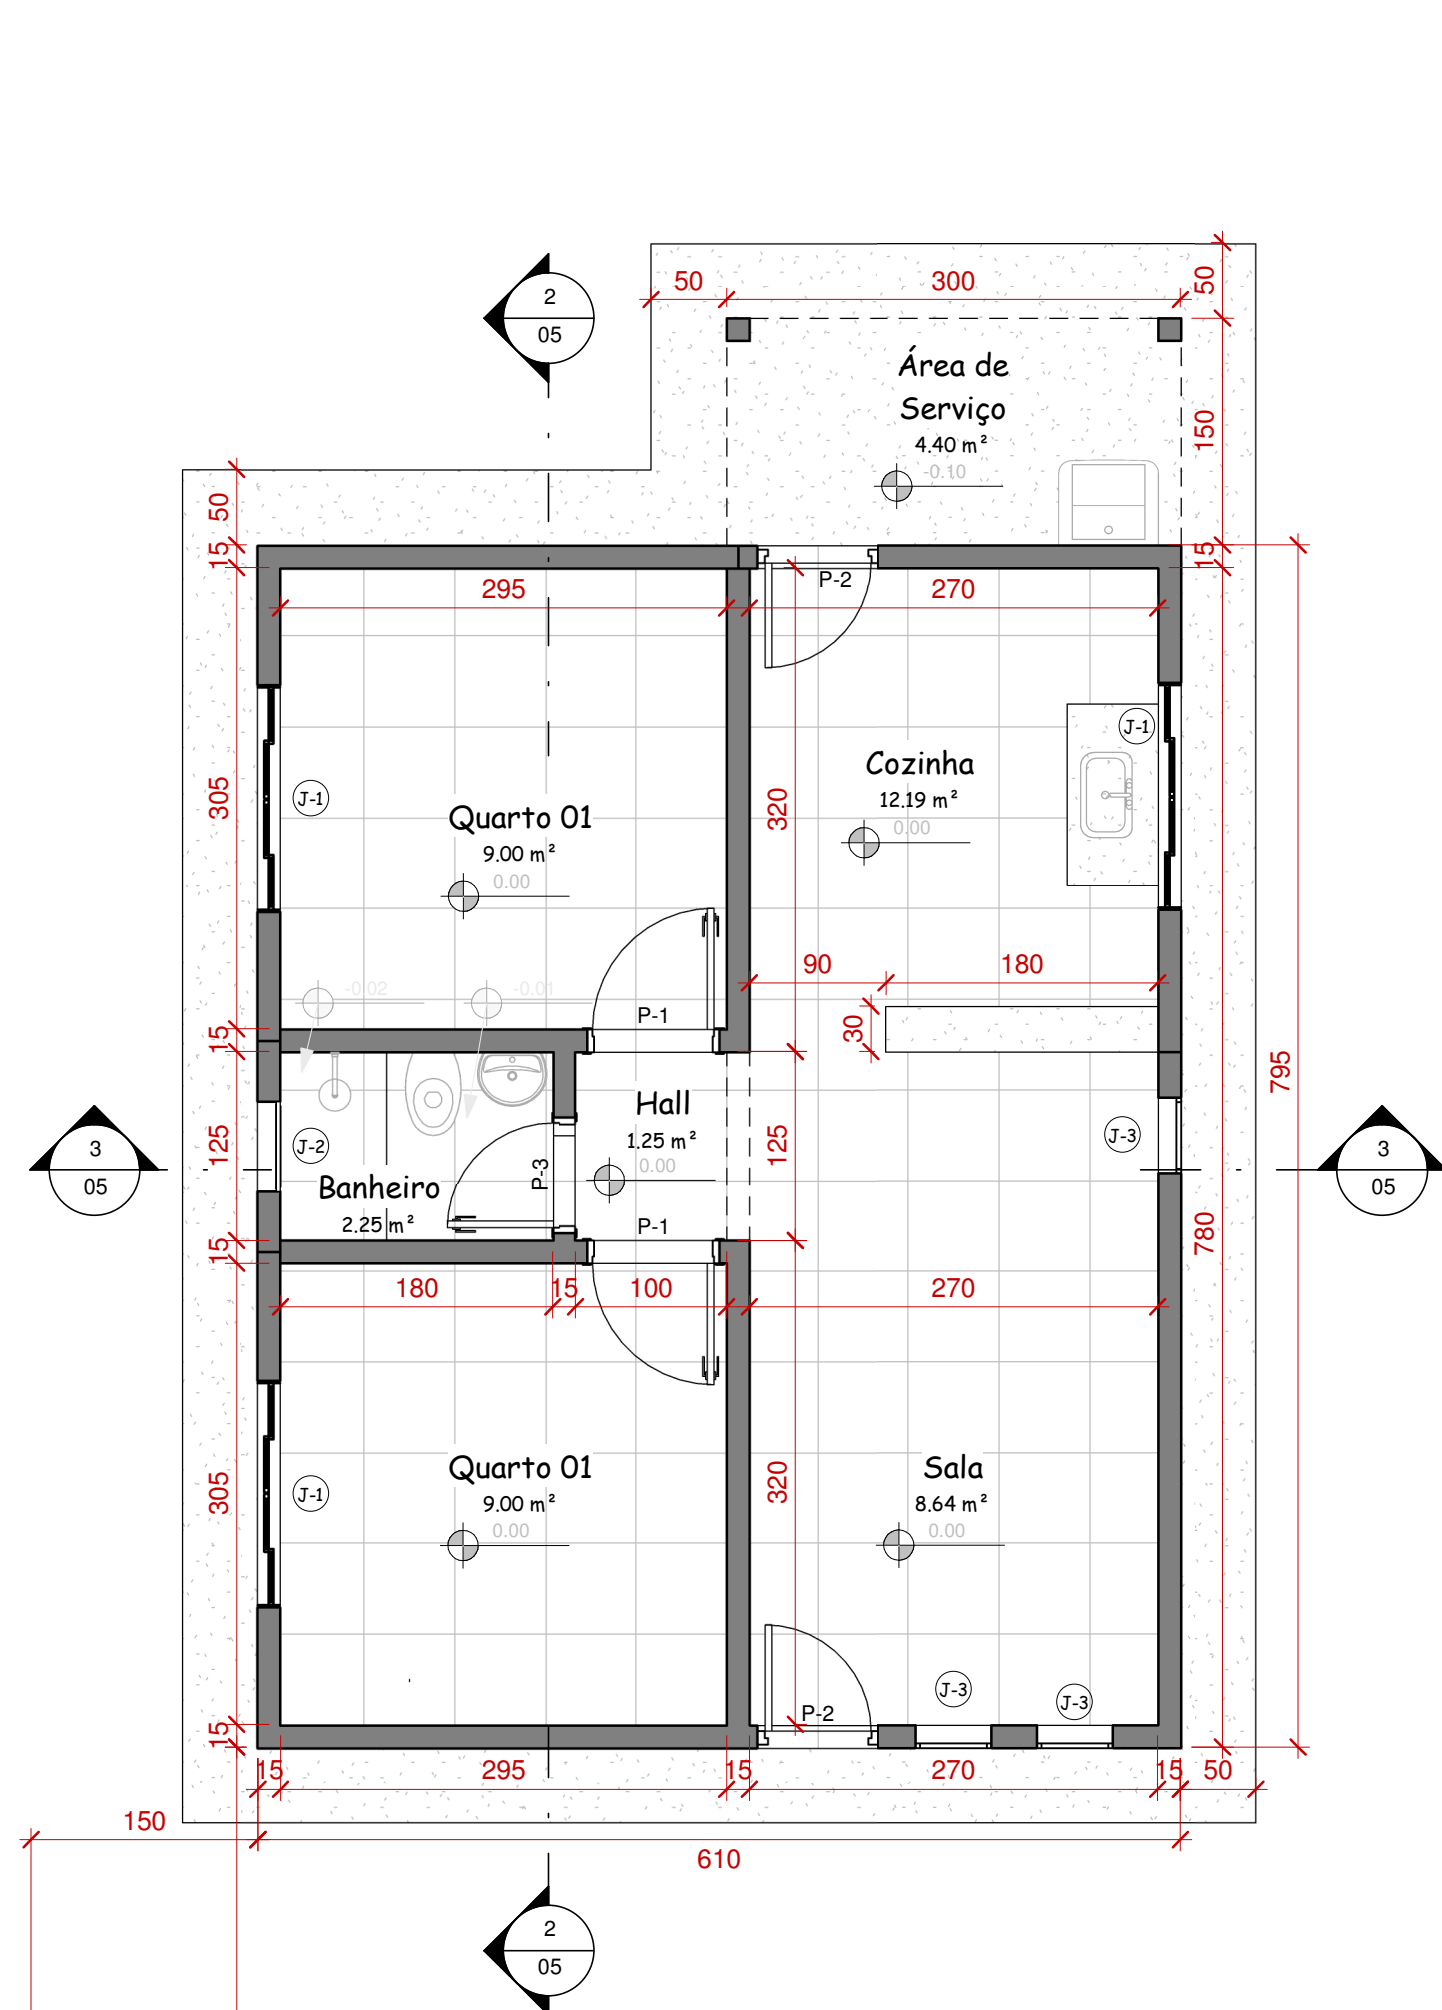 2
05
50
300
50
Área de
Serviço
4.40 m²
-0.10
150
50
15
15
295
P-2
270
J-1
Cozinha
12.19 m²
0.00
305
J-1
Quarto 01
9.00 m²
0.00
320
90
180
-0.02
-0.01
P-1
30
15
795
Hall
1.25 m²
0.00
3
05
125
J-2
P-3
125
J-3
3
05
Banheiro
2.25 m²
P-1
780
15
180
15
100
270
Quarto 01
9.00 m²
0.00
305
J-1
320
Sala
8.64 m²
0.00
J-3
J-3
P-2
15
15
295
15
270
15
50
150
610
2
05